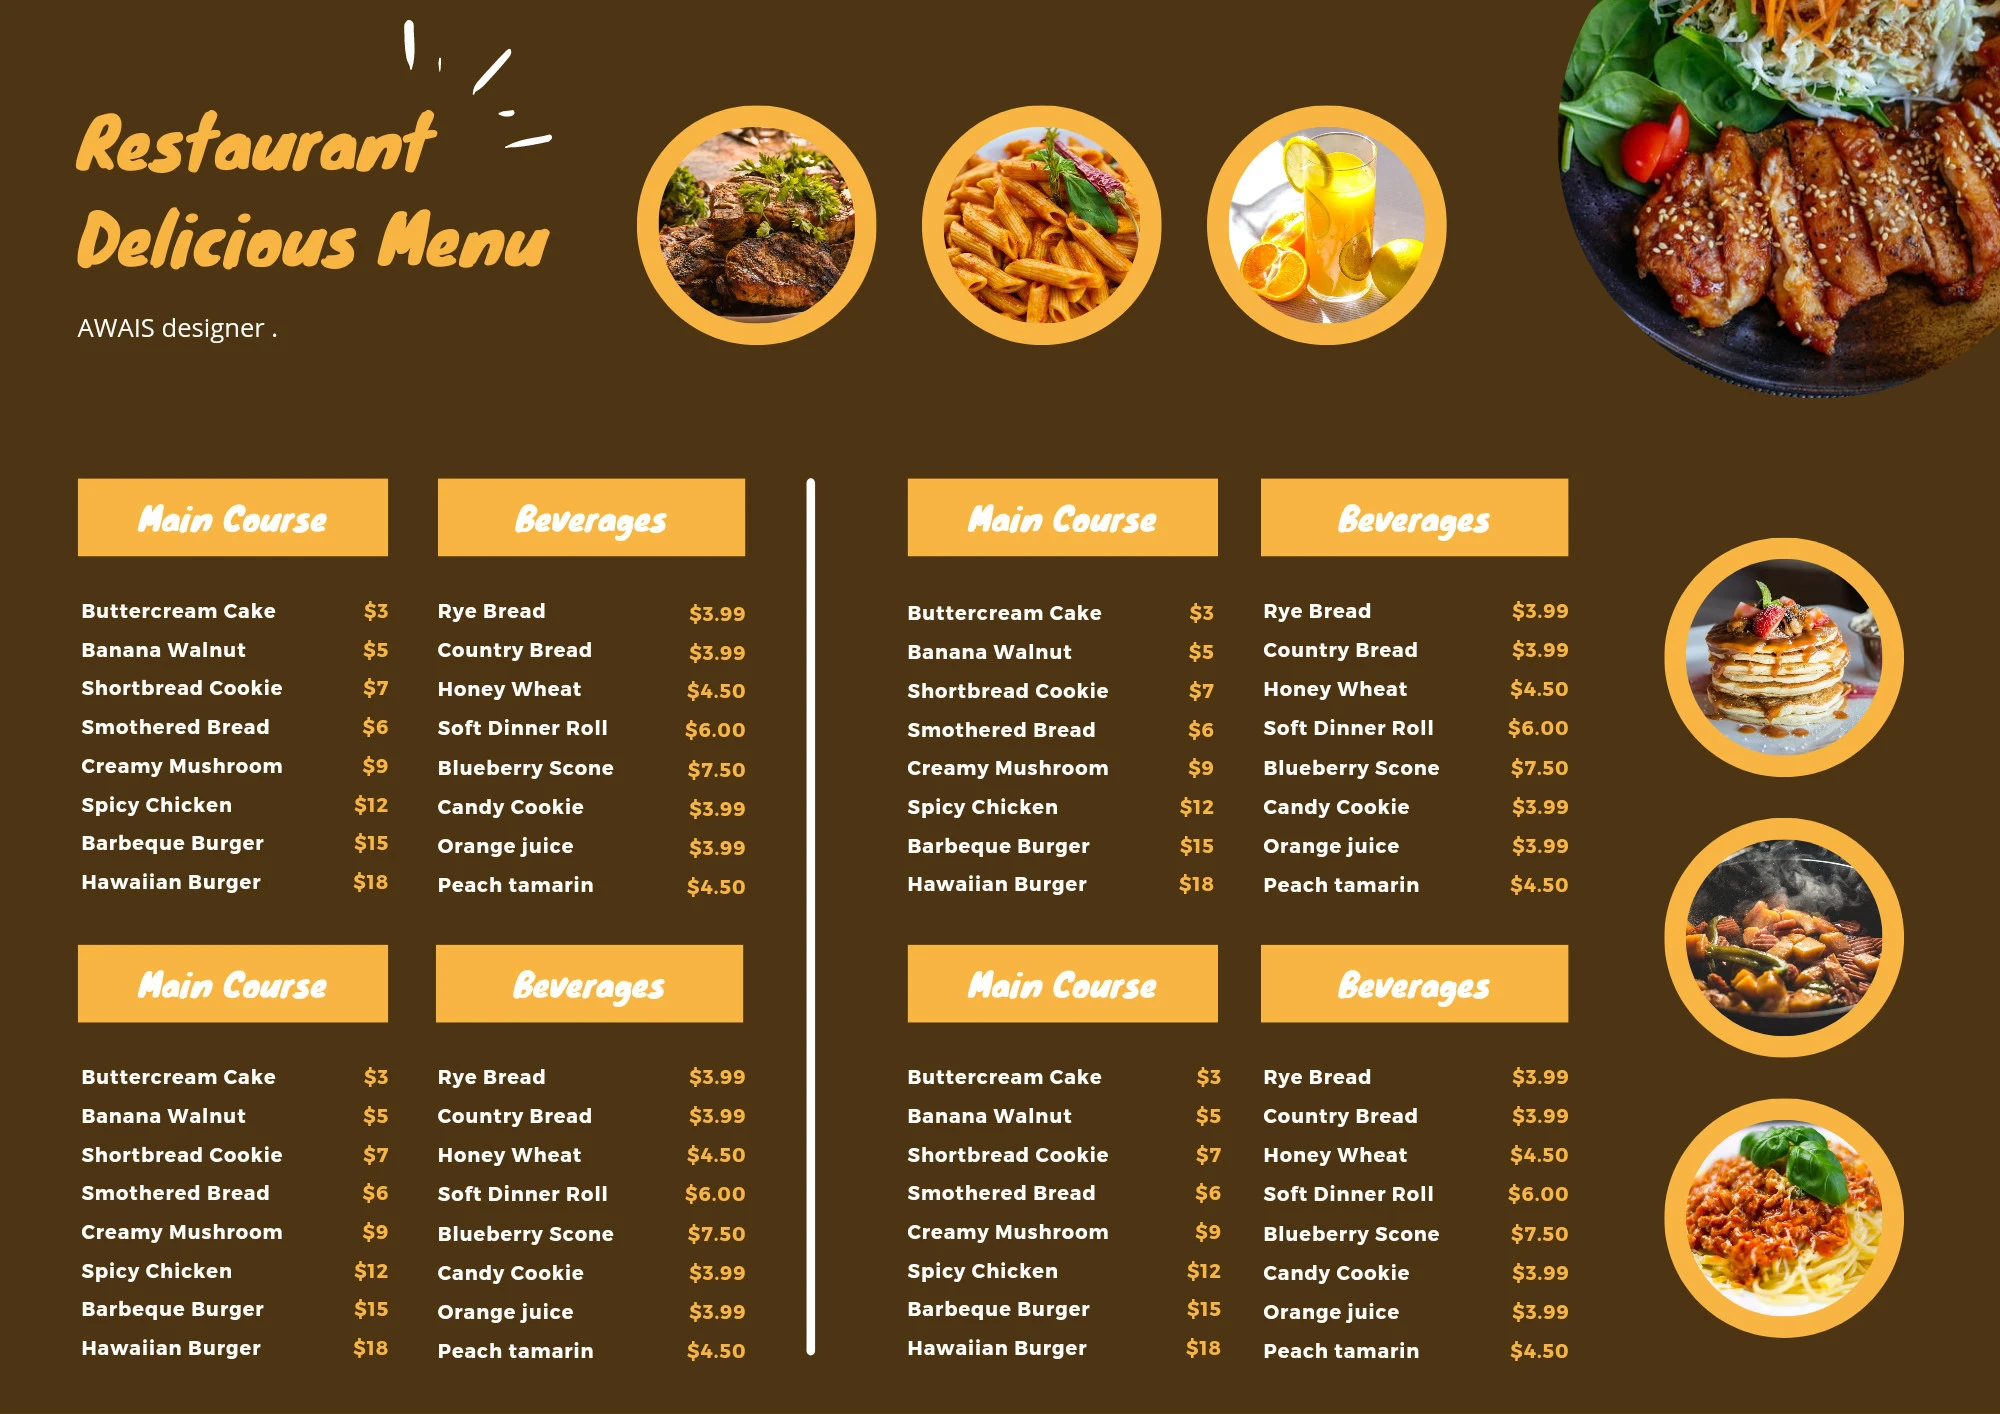 Restaurant
Delicious Menu
AWAIS designer .
Main Course
Buttercream Cake $3
Banana Walnut $5
Shortbread Cookie $7
Smothered Bread $6
Creamy Mushroom $9
Spicy Chicken $12
Barbeque Burger $15
Hawaiian Burger $18
Beverages
Rye Bread $3.99
Country Bread $3.99
Honey Wheat $4.50
Soft Dinner Roll $6.00
Blueberry Scone $7.50
Candy Cookie $3.99
Orange juice $3.99
Peach tamarin $4.50
Main Course
Buttercream Cake $3
Banana Walnut $5
Shortbread Cookie $7
Smothered Bread $6
Creamy Mushroom $9
Spicy Chicken $12
Barbeque Burger $15
Hawaiian Burger $18
Beverages
Rye Bread $3.99
Country Bread $3.99
Honey Wheat $4.50
Soft Dinner Roll $6.00
Blueberry Scone $7.50
Candy Cookie $3.99
Orange juice $3.99
Peach tamarin $4.50
Main Course
Buttercream Cake $3
Banana Walnut $5
Shortbread Cookie $7
Smothered Bread $6
Creamy Mushroom $9
Spicy Chicken $12
Barbeque Burger $15
Hawaiian Burger $18
Beverages
Rye Bread $3.99
Country Bread $3.99
Honey Wheat $4.50
Soft Dinner Roll $6.00
Blueberry Scone $7.50
Candy Cookie $3.99
Orange juice $3.99
Peach tamarin $4.50
Main Course
Buttercream Cake $3
Banana Walnut $5
Shortbread Cookie $7
Smothered Bread $6
Creamy Mushroom $9
Spicy Chicken $12
Barbeque Burger $15
Hawaiian Burger $18
Beverages
Rye Bread $3.99
Country Bread $3.99
Honey Wheat $4.50
Soft Dinner Roll $6.00
Blueberry Scone $7.50
Candy Cookie $3.99
Orange juice $3.99
Peach tamarin $4.50